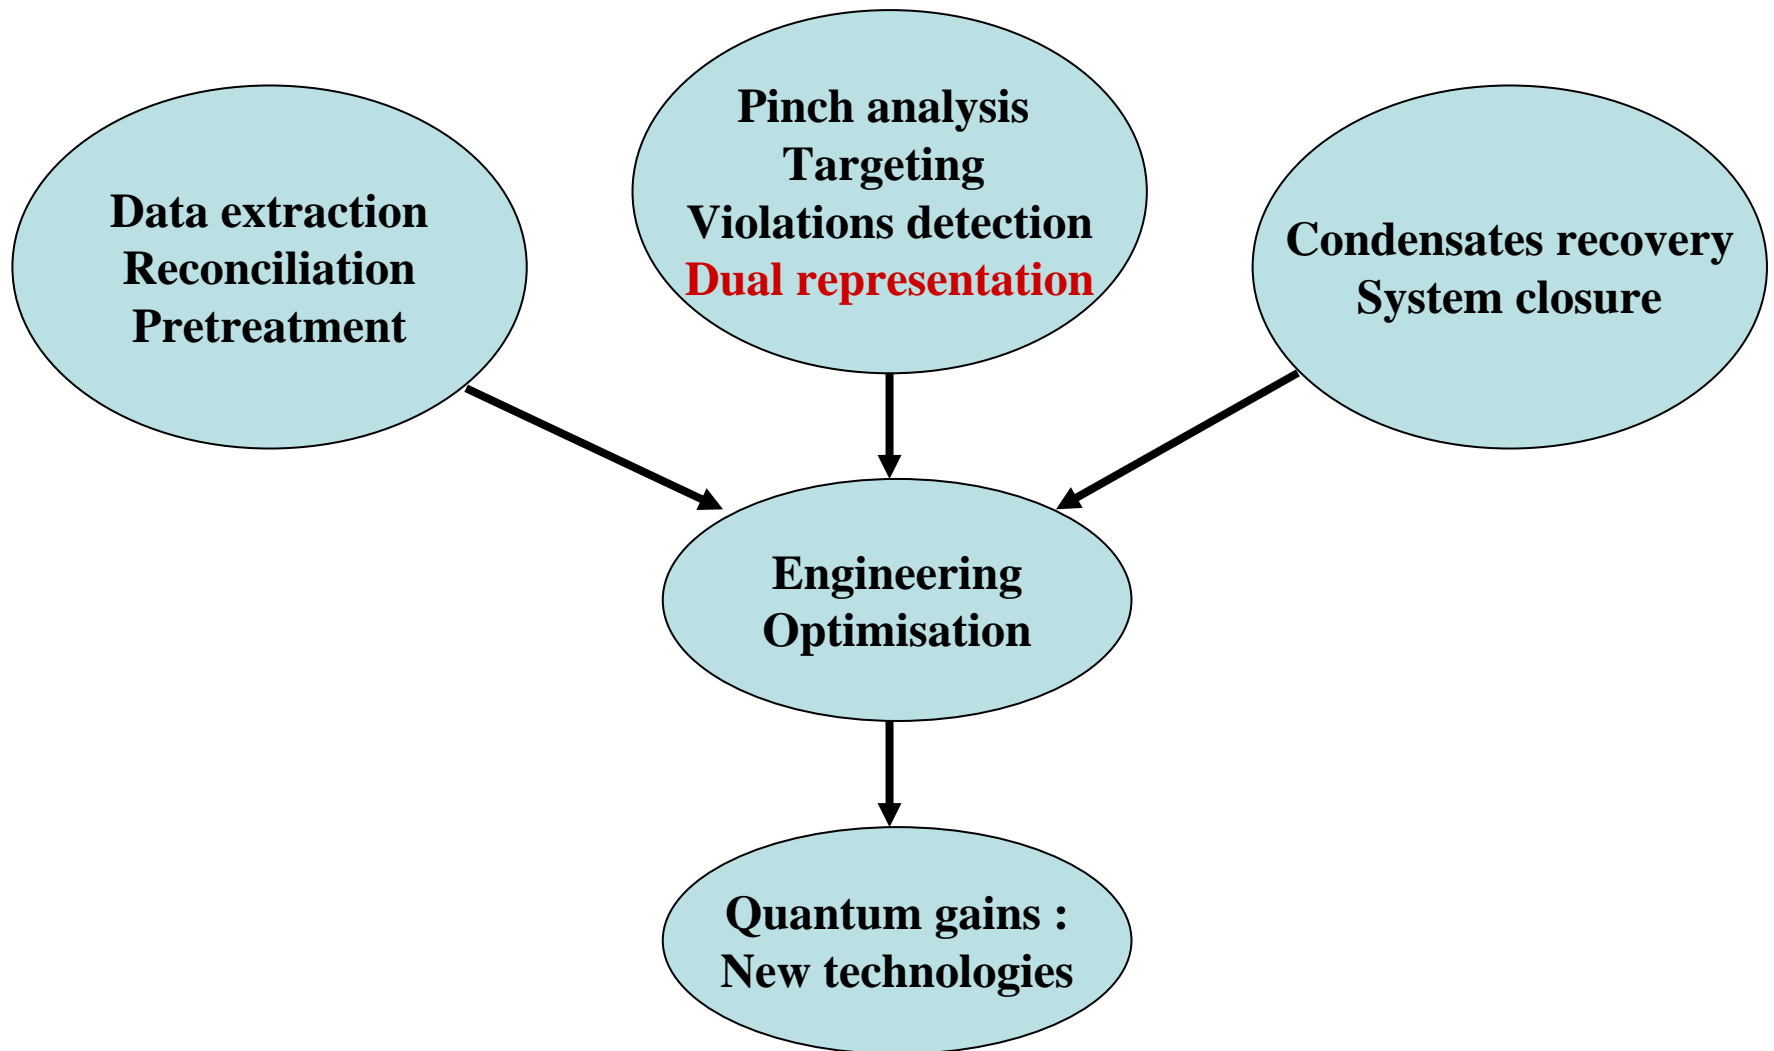 Data extraction
Reconciliation
Pretreatment
Pinch analysis
Targeting
Violations detection
Dual representation
Condensates recovery
System closure
Engineering
Optimisation
Quantum gains :
New technologies